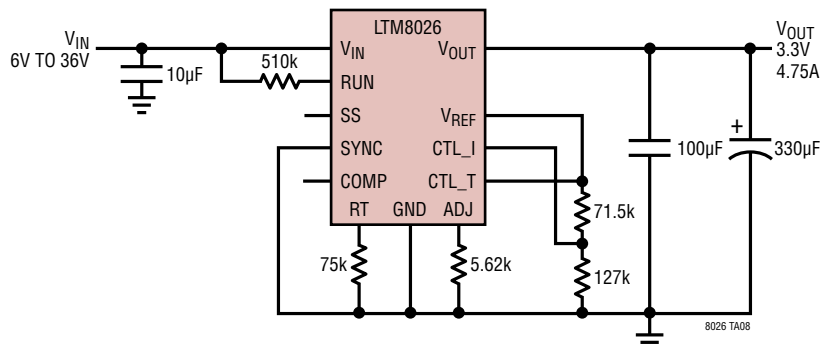 LTM8026
VIN
6V TO 36V
10µF
510k
VIN
RUN
SS
SYNC
COMP
RT
GND
ADJ
VOUT
VREF
CTL_I
CTL_T
75k
5.62k
71.5k
127k
100µF
+
330µF
VOUT
3.3V
4.75A
8026 TA08